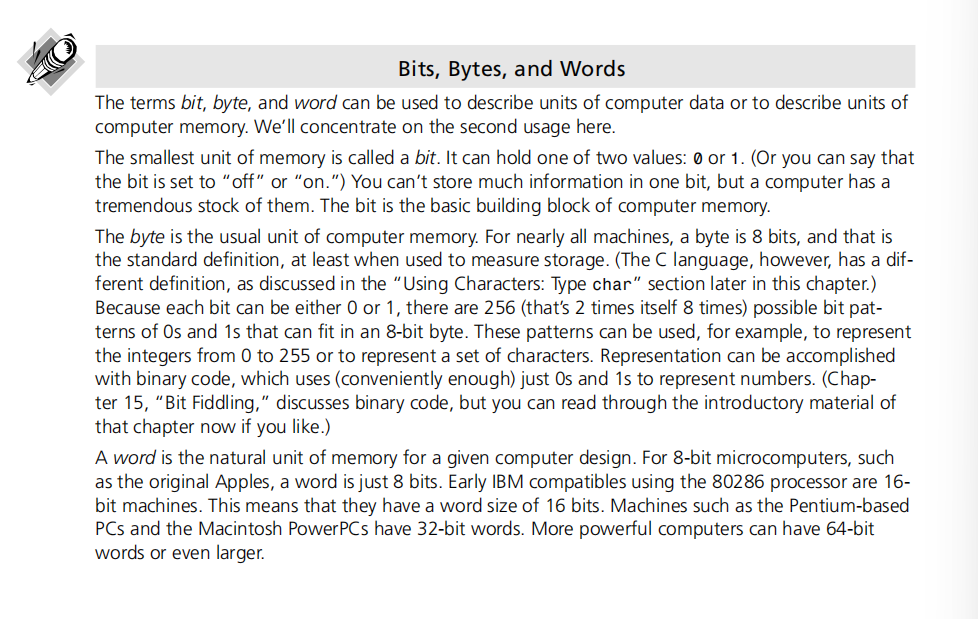 Bits, Bytes, and Words
The terms bit, byte, and word can be used to describe units of computer data or to describe units of
computer memory. We’ll concentrate on the second usage here.
The smallest unit of memory is called a bit. It can hold one of two values: 0 or 1. (Or you can say that
the bit is set to “off” or “on.”) You can’t store much information in one bit, but a computer has a
tremendous stock of them. The bit is the basic building block of computer memory.
The byte is the usual unit of computer memory. For nearly all machines, a byte is 8 bits, and that is
the standard definition, at least when used to measure storage. (The C language, however, has a dif-
ferent definition, as discussed in the “Using Characters: Type char” section later in this chapter.)
Because each bit can be either 0 or 1, there are 256 (that’s 2 times itself 8 times) possible bit pat-
terns of 0s and 1s that can fit in an 8-bit byte. These patterns can be used, for example, to represent
the integers from 0 to 255 or to represent a set of characters. Representation can be accomplished
with binary code, which uses (conveniently enough) just 0s and 1s to represent numbers. (Chap-
ter 15, “Bit Fiddling,” discusses binary code, but you can read through the introductory material of
that chapter now if you like.)
A word is the natural unit of memory for a given computer design. For 8-bit microcomputers, such
as the original Apples, a word is just 8 bits. Early IBM compatibles using the 80286 processor are 16-
bit machines. This means that they have a word size of 16 bits. Machines such as the Pentium-based
PCs and the Macintosh PowerPCs have 32-bit words. More powerful computers can have 64-bit
words or even larger.